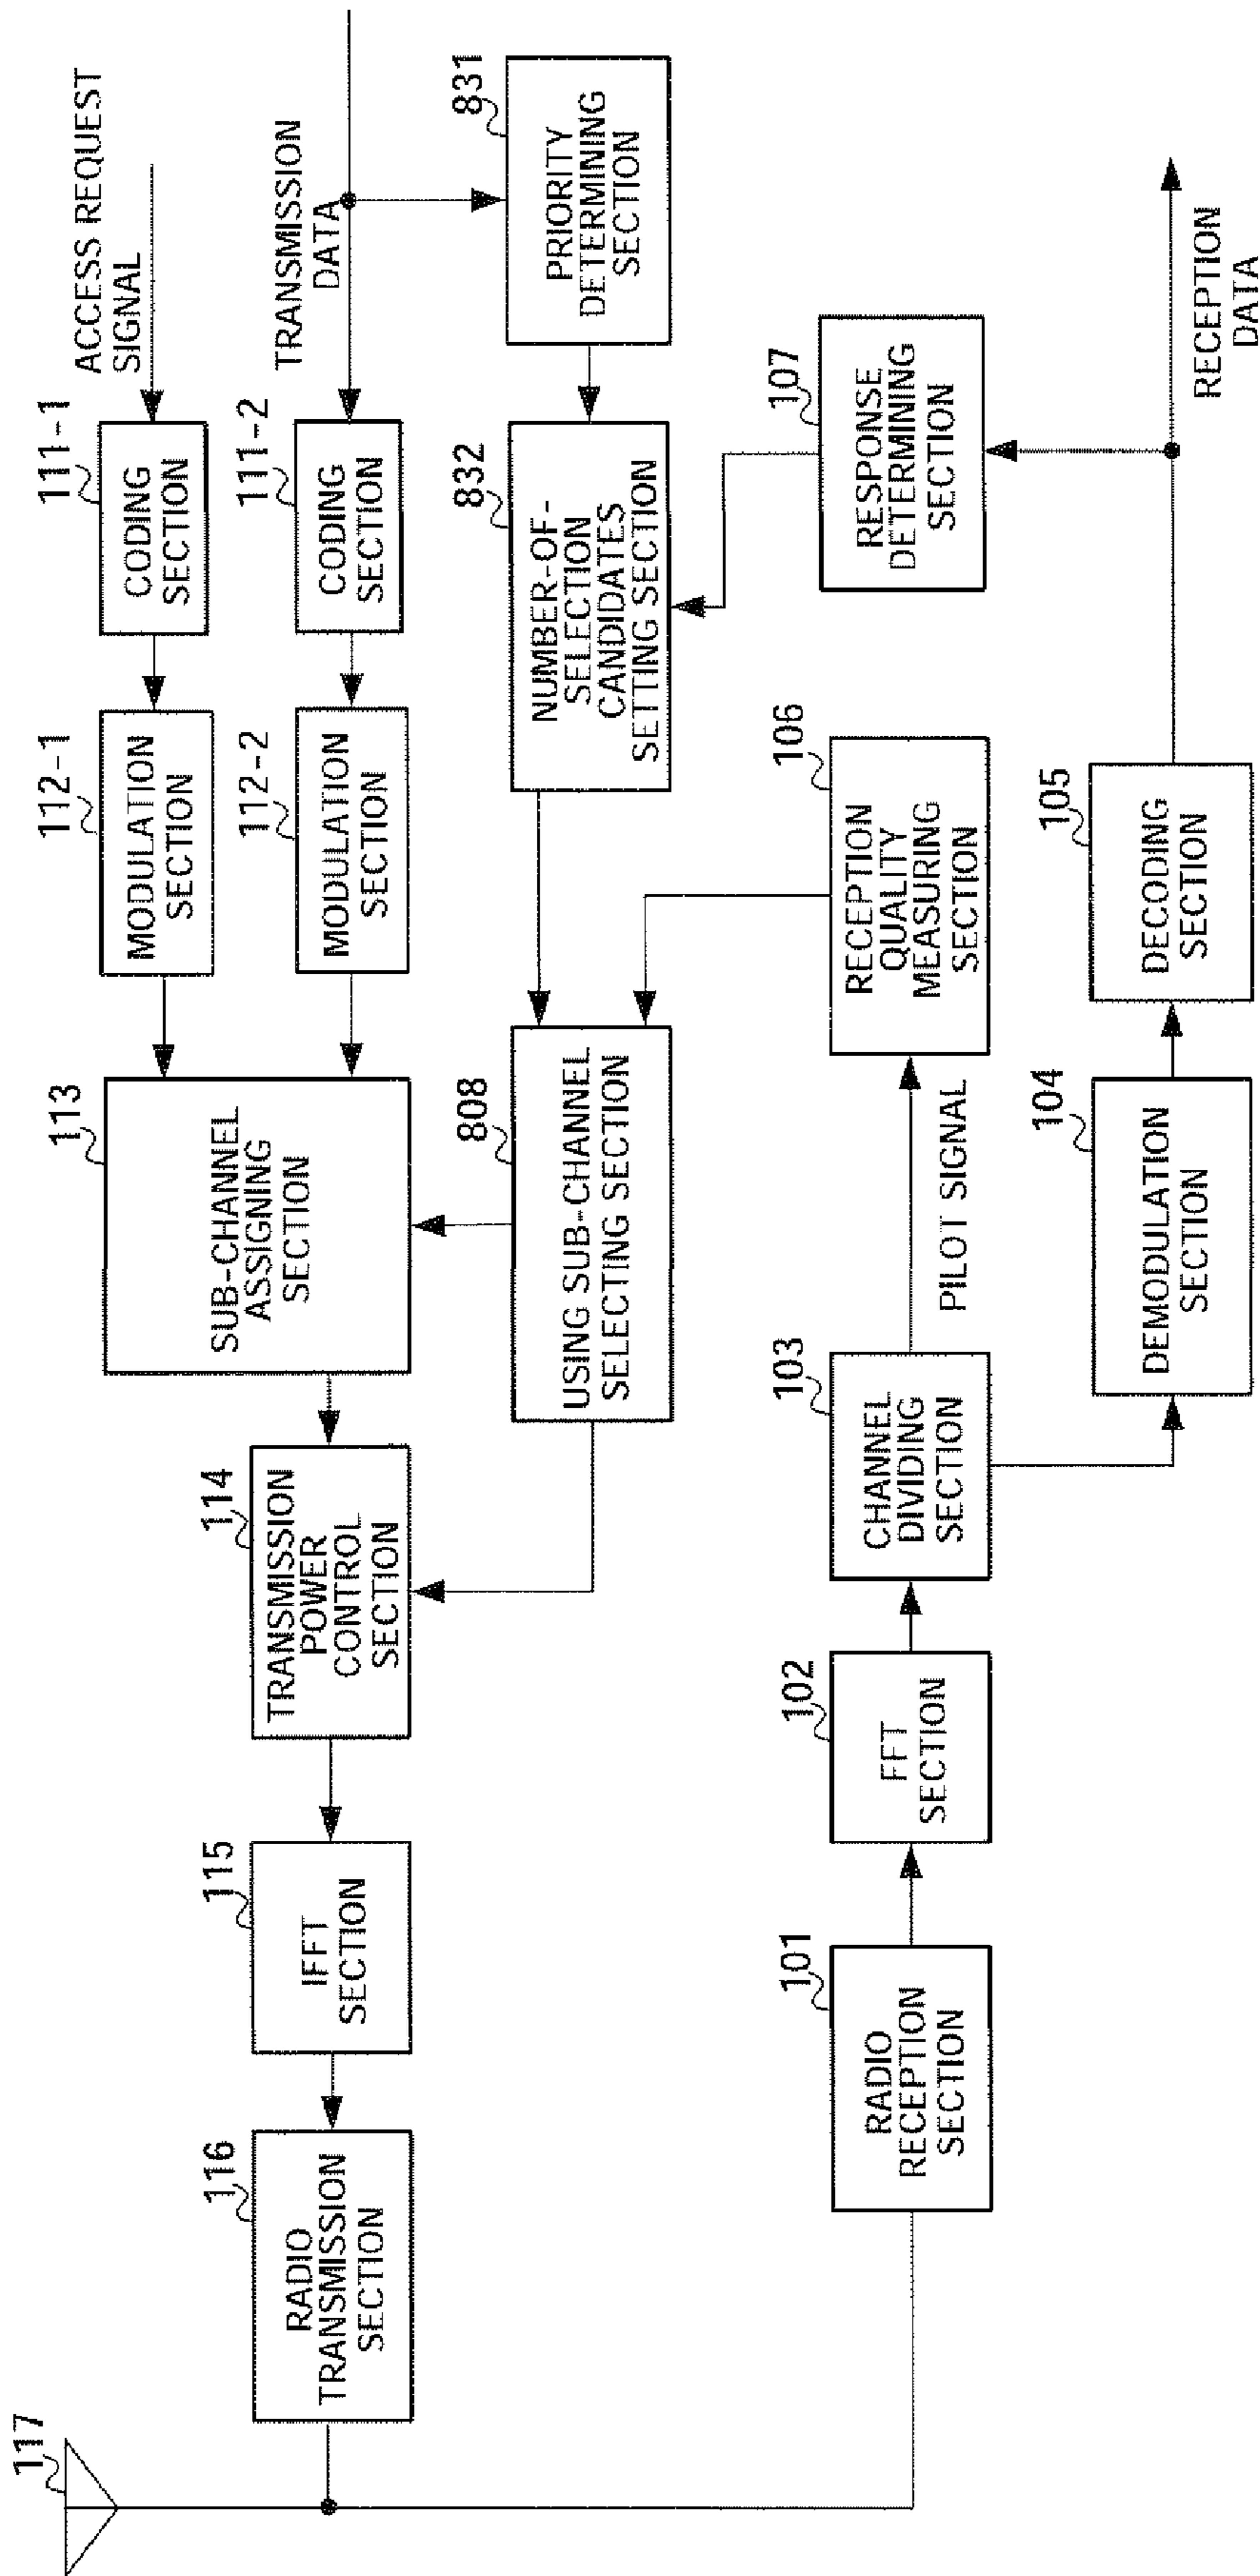 117
116
RADIO
TRANSMISSION
SECTION
115
IFFT
SECTION
114
TRANSMISSION
POWER
CONTROL
SECTION
113
SUB-CHANNEL
ASSIGNING
SECTION
112-1
MODULATION
SECTION
111-1
CODING
SECTION
ACCESS REQUEST
SIGNAL
112-2
MODULATION
SECTION
111-2
CODING
SECTION
TRANSMISSION
DATA
808
USING SUB-CHANNEL
SELECTING SECTION
832
NUMBER-OF-
SELECTION
CANDIDATES
SETTING SECTION
831
PRIORITY
DETERMINING
SECTION
101
RADIO
RECEPTION
SECTION
102
FFT
SECTION
103
CHANNEL
DIVIDING
SECTION
PILOT SIGNAL
106
RECEPTION
QUALITY
MEASURING
SECTION
107
RESPONSE
DETERMINING
SECTION
104
DEMODULATION
SECTION
105
DECODING
SECTION
RECEPTION
DATA